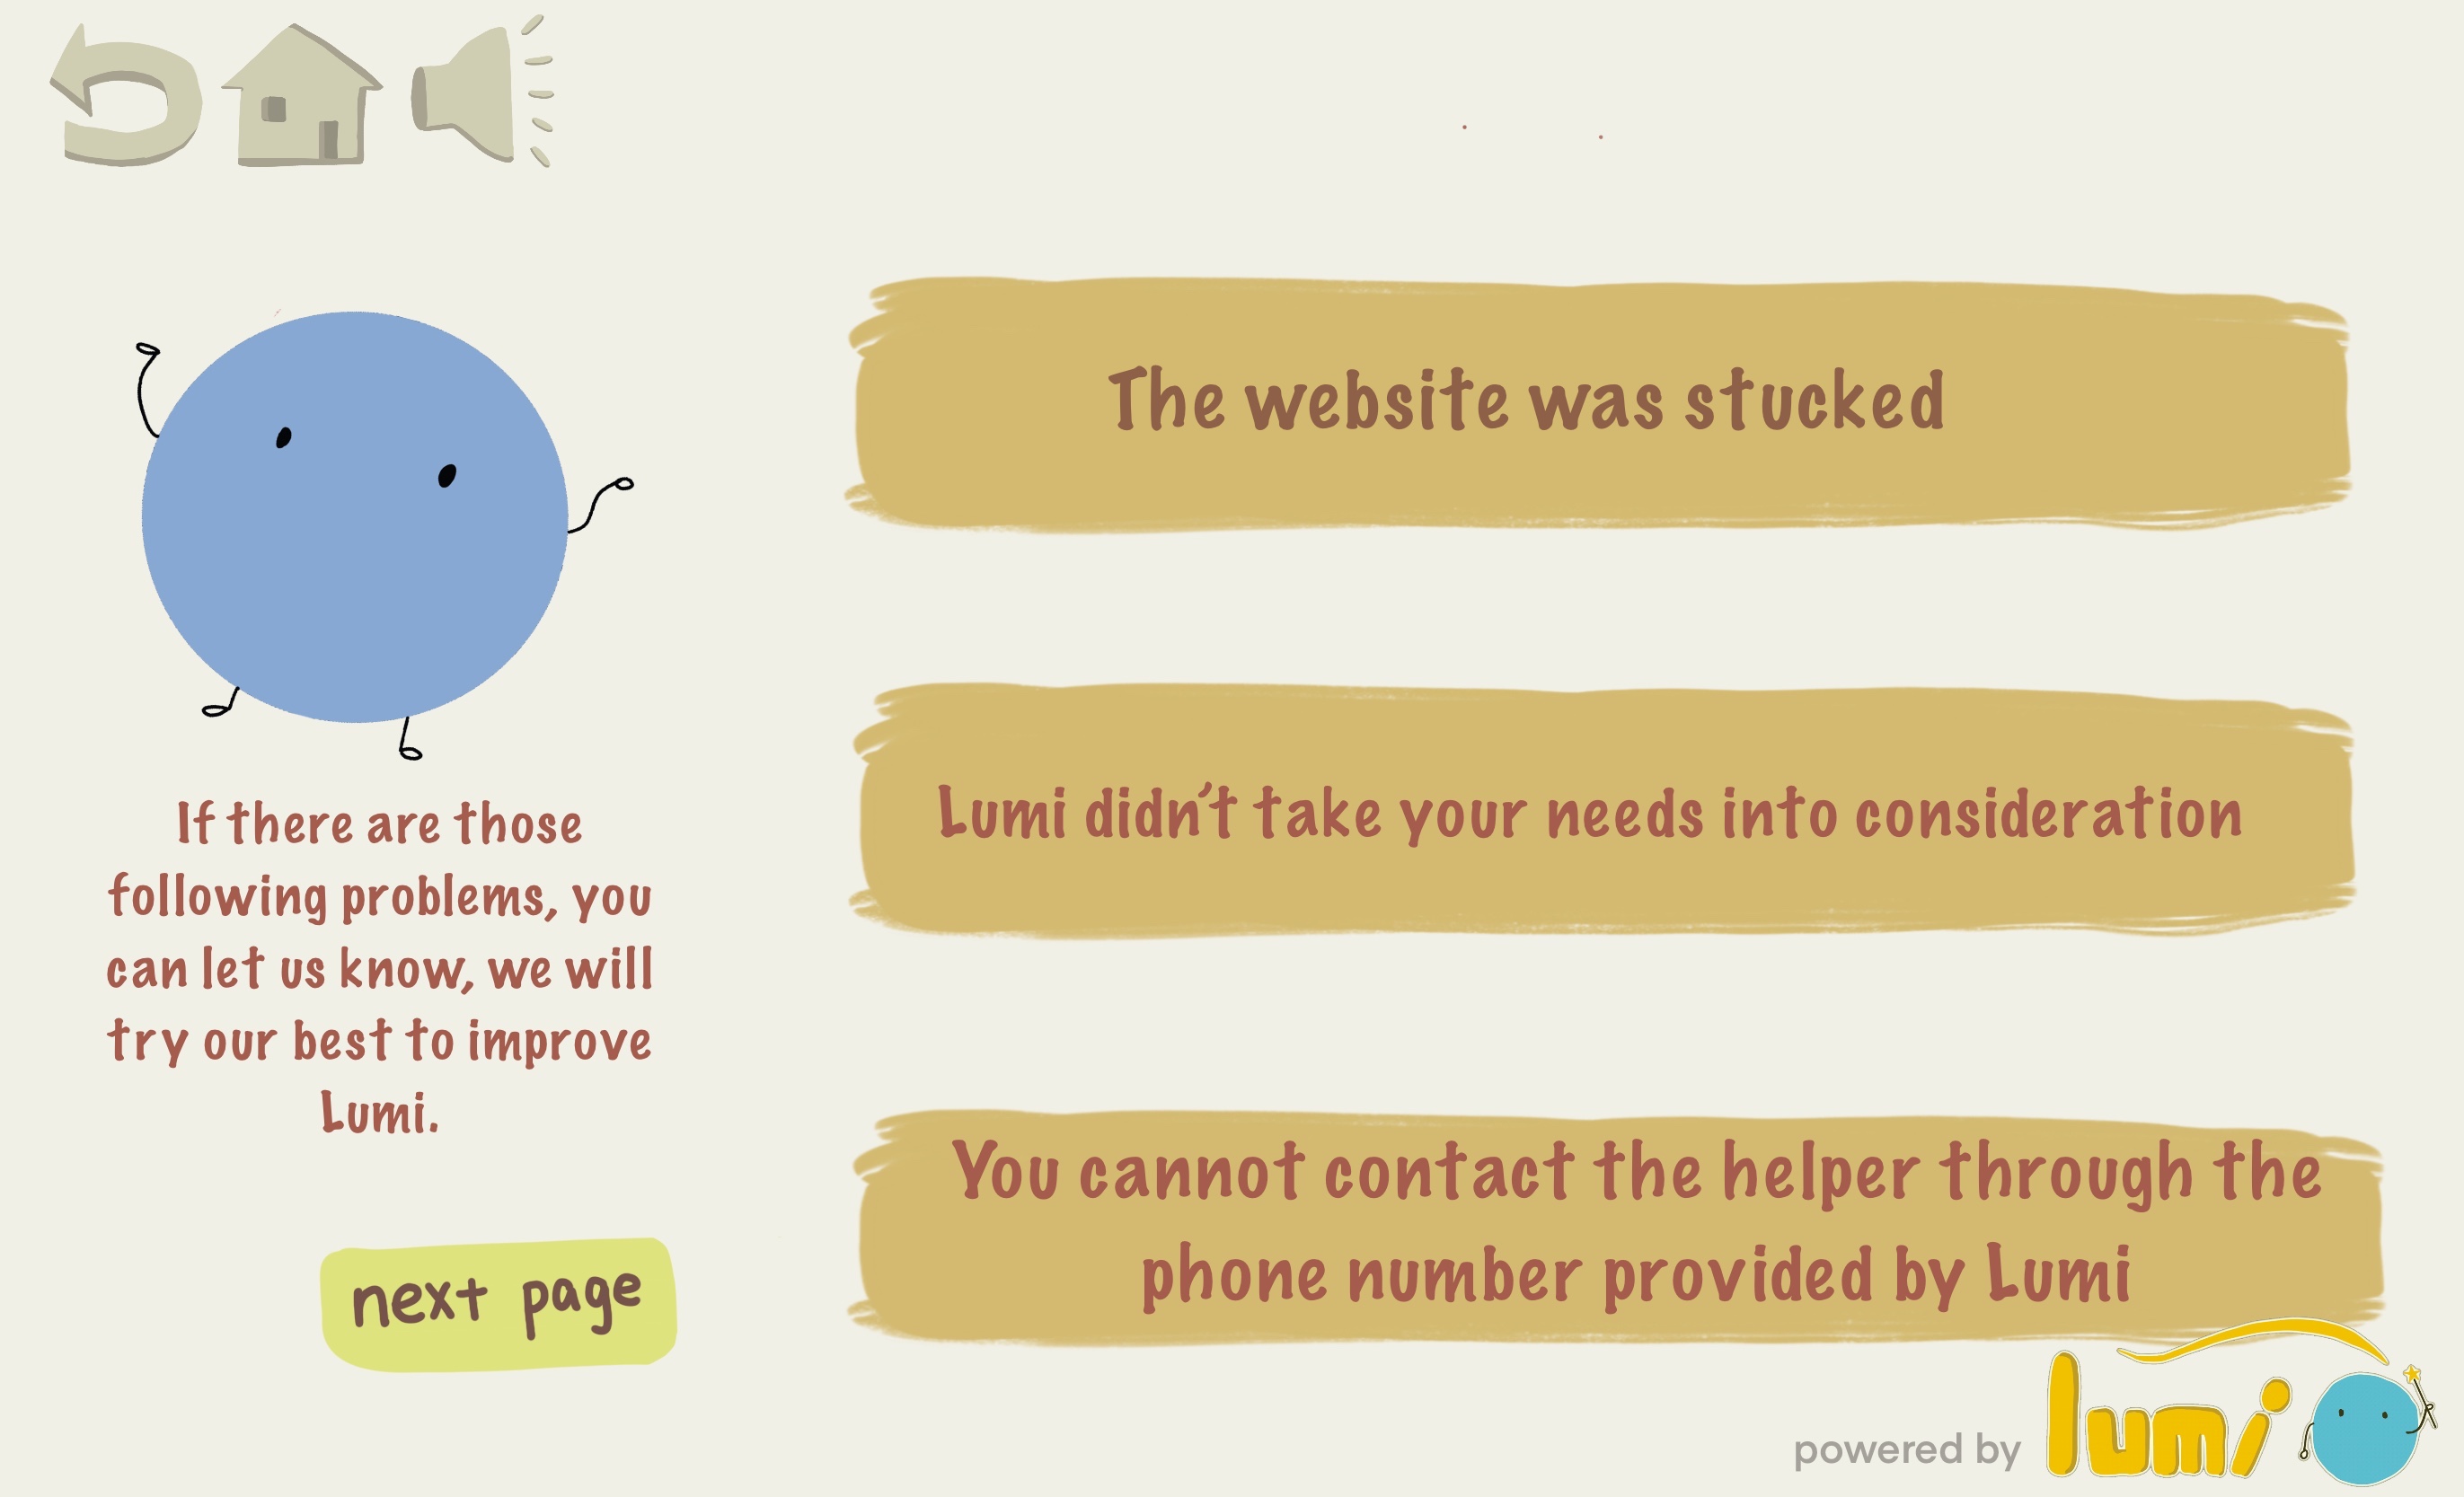 If there are those
following problems, you
can let us know, we will
try our best to improve
Lumi.
next page
The website was stucked
Lumi didn't take your needs into consideration
You cannot contact the helper through the
phone number provided by Lumi
powered by lumi